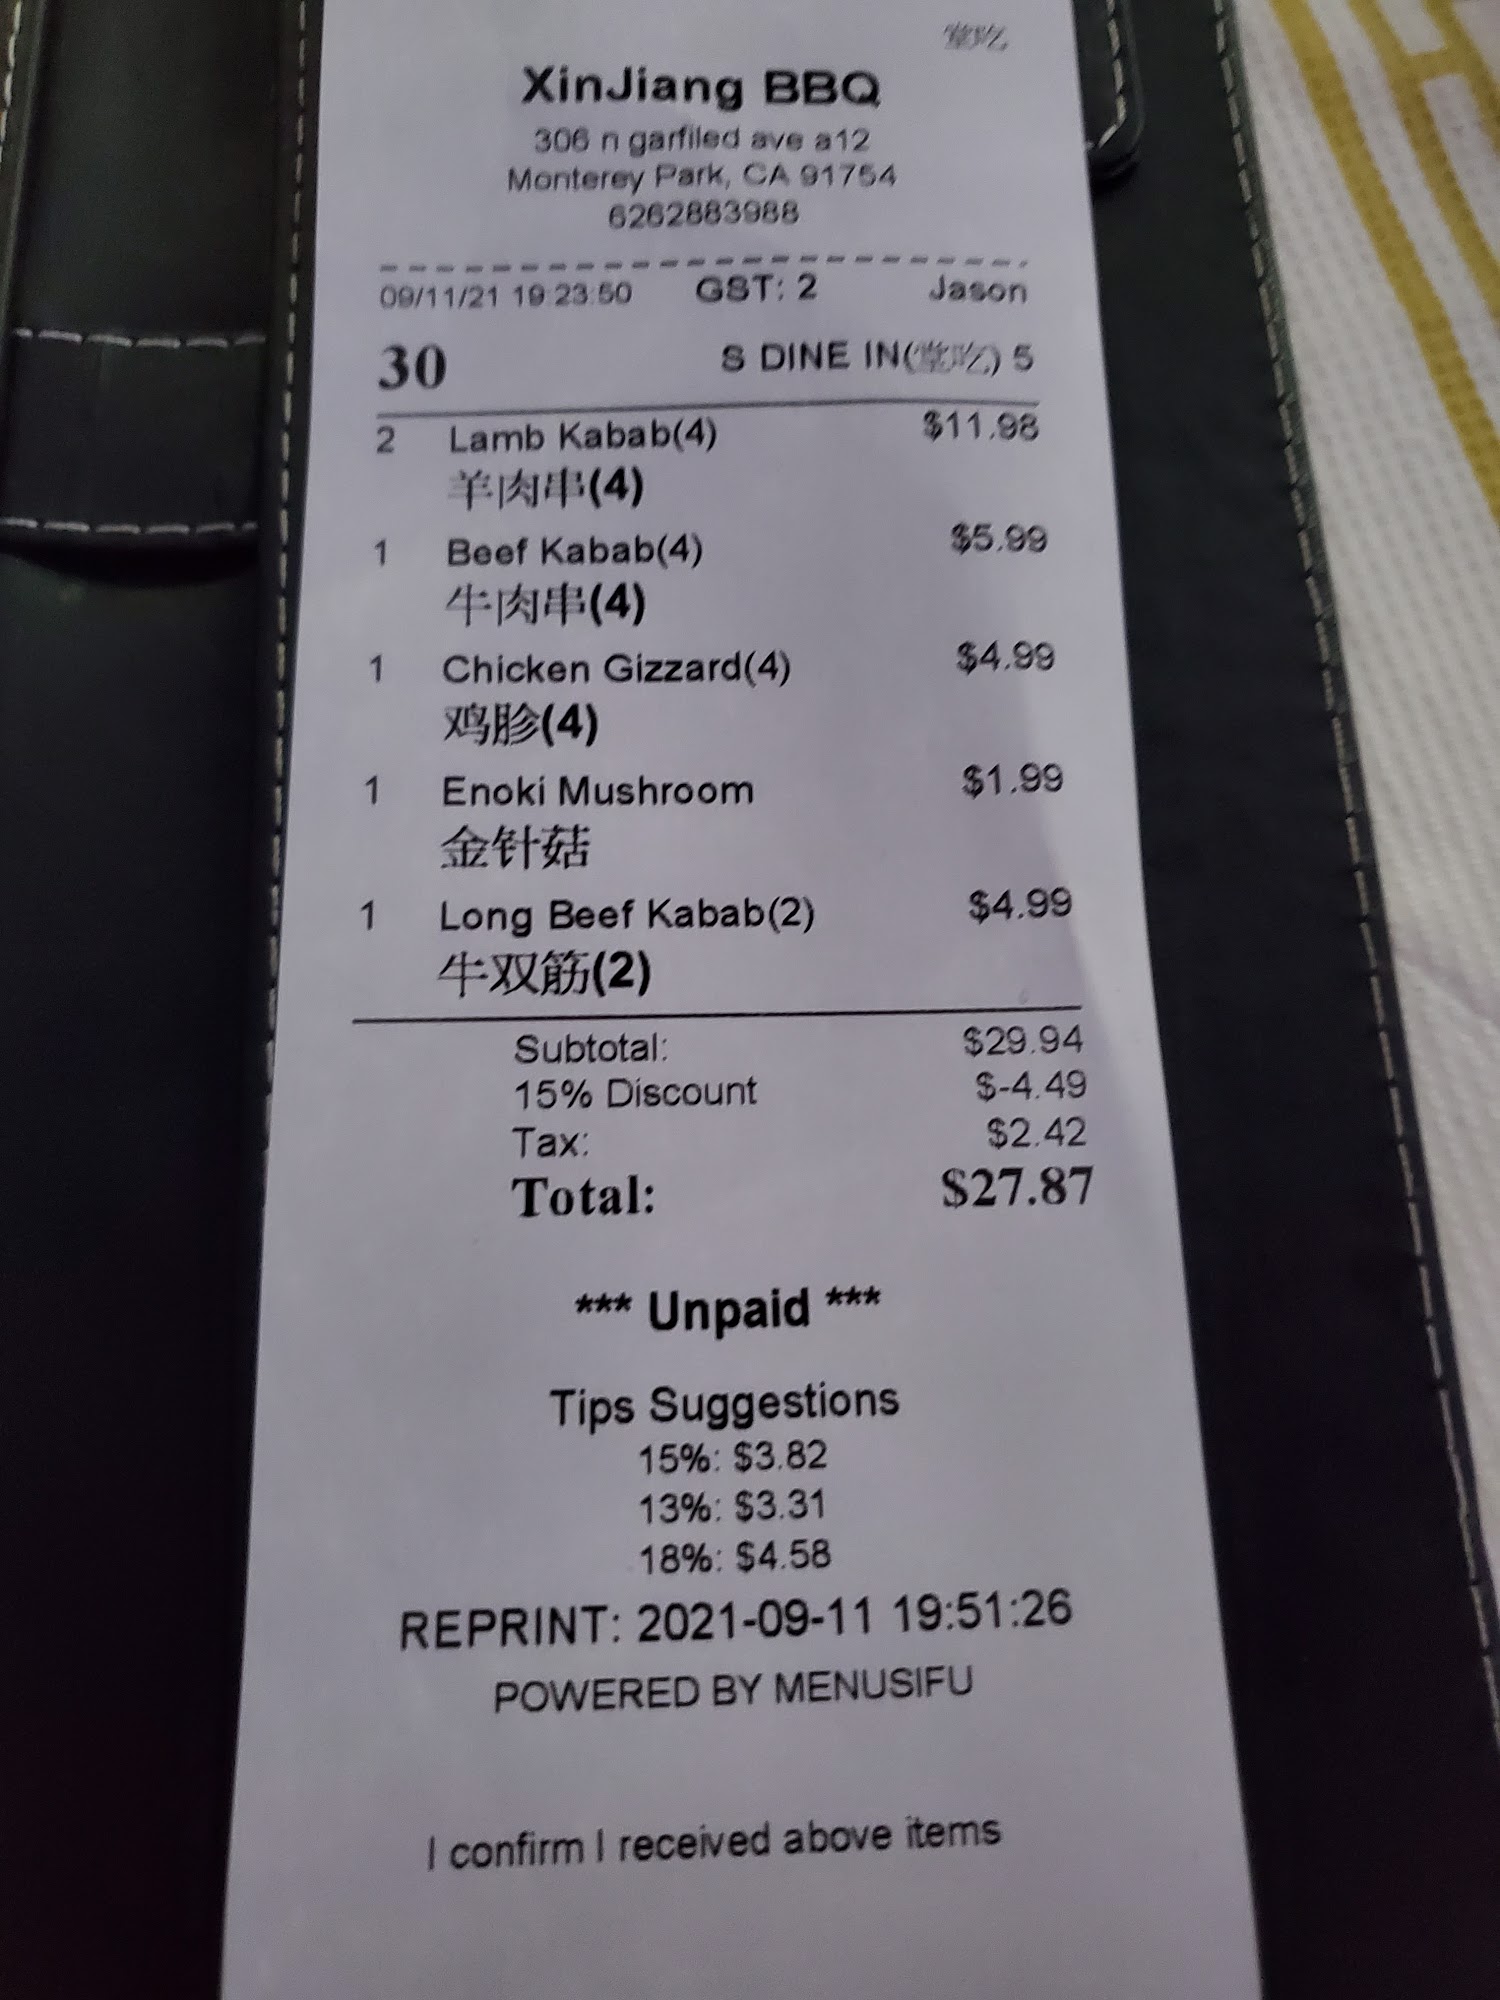 堂吃
XinJiang BBQ
306 n garfiled ave a12
Monterey Park, CA 91754
6262883988
09/11/21 19:23:50 GST: 2 Jason
30 S DINE IN(堂吃) 5
2 Lamb Kabab(4) $11.98
羊肉串(4)
1 Beef Kabab(4) $5.99
牛肉串(4)
1 Chicken Gizzard(4) $4.99
鸡胗(4)
1 Enoki Mushroom $1.99
金针菇
1 Long Beef Kabab(2) $4.99
牛双筋(2)
Subtotal: $29.94
15% Discount $-4.49
Tax: $2.42
Total: $27.87
*** Unpaid ***
Tips Suggestions
15%: $3.82
13%: $3.31
18%: $4.58
REPRINT: 2021-09-11 19:51:26
POWERED BY MENUSIFU
I confirm I received above items